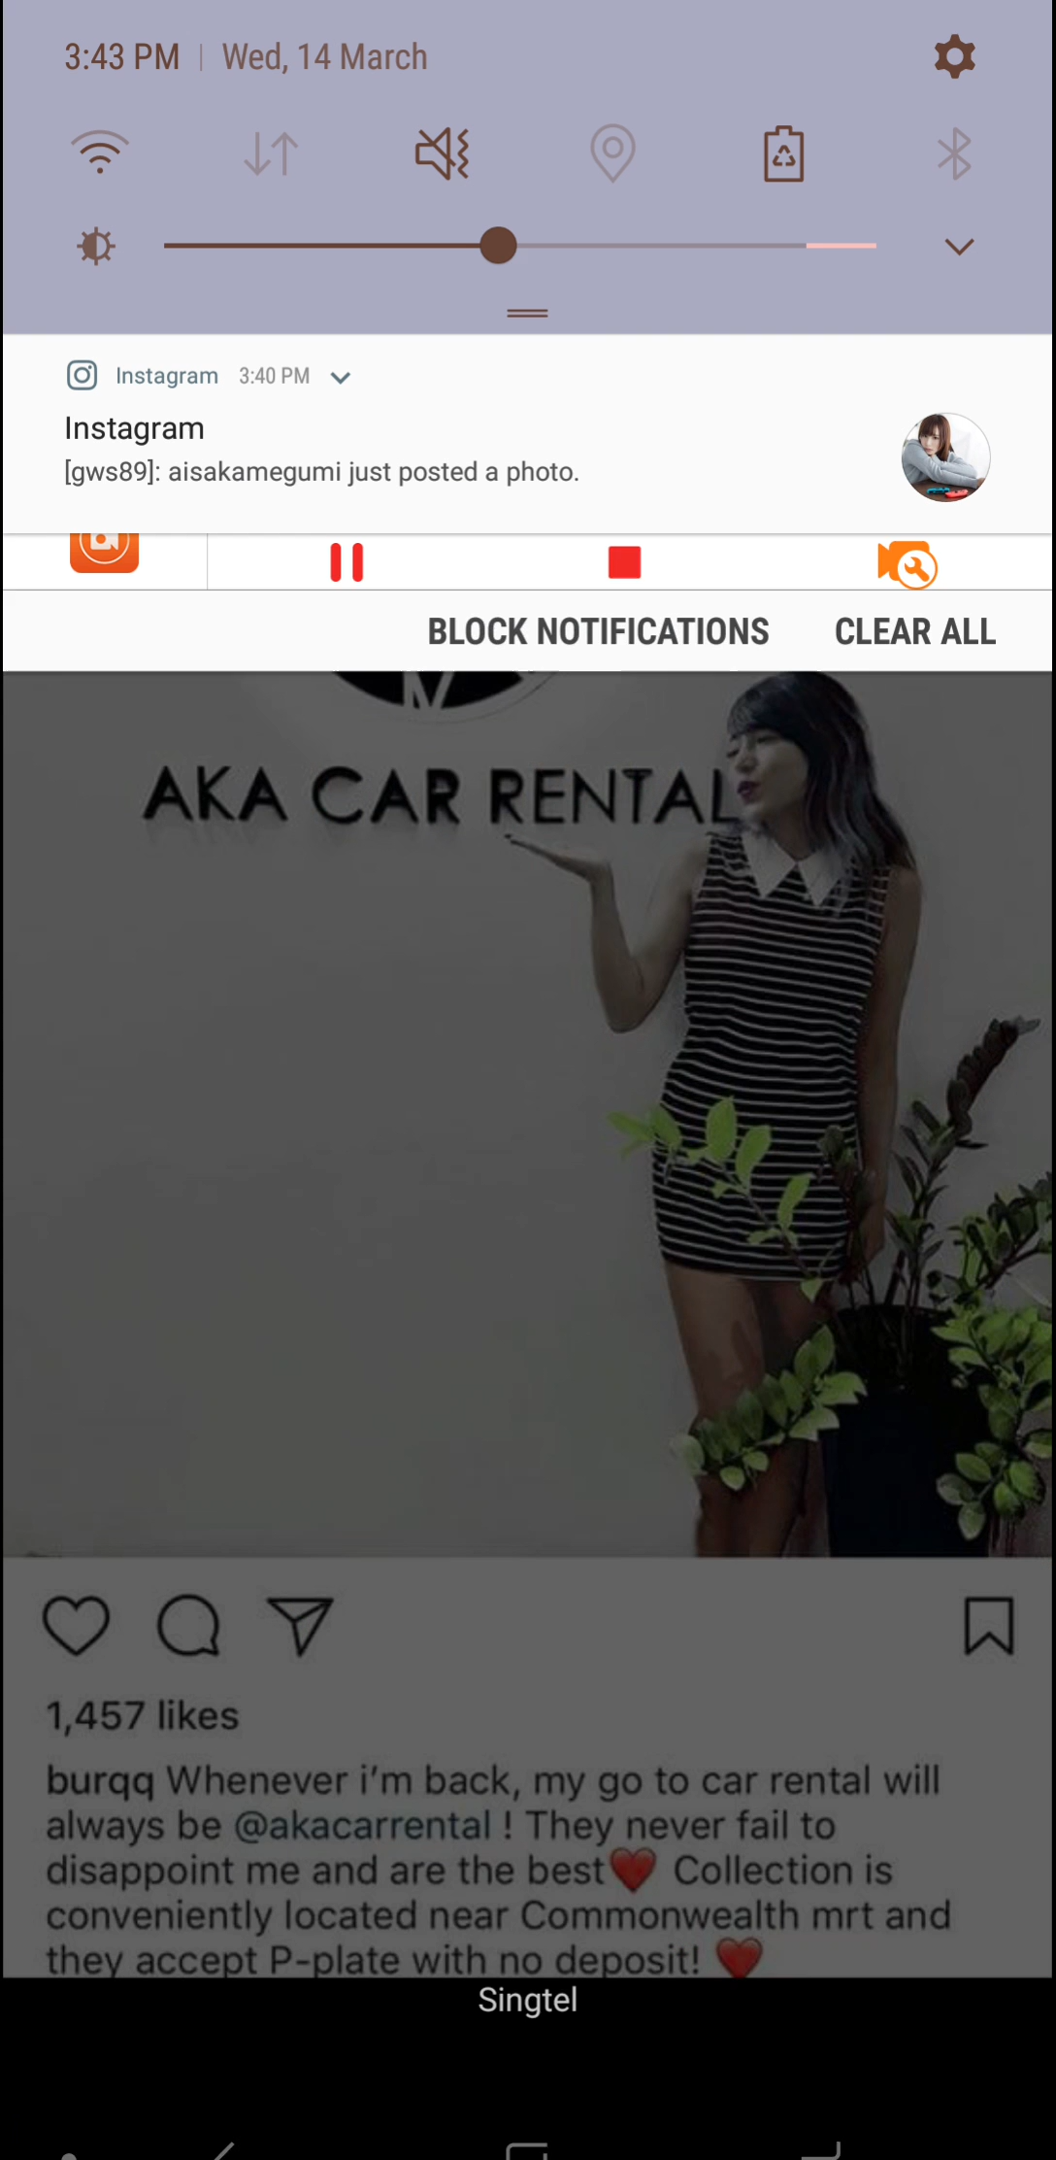 3:43 PM | Wed, 14 March
Instagram 3:40 PM
Instagram
[gws89]: aisakamegumi just posted a photo.
BLOCK NOTIFICATIONS CLEAR ALL
AKA CAR RENTAL
1,457 likes
burqq Whenever i'm back, my go to car rental will
always be @akacarrental ! They never fail to
disappoint me and are the best❤️ Collection is
conveniently located near Commonwealth mrt and
they accept P-plate with no deposit! ❤️
Singtel